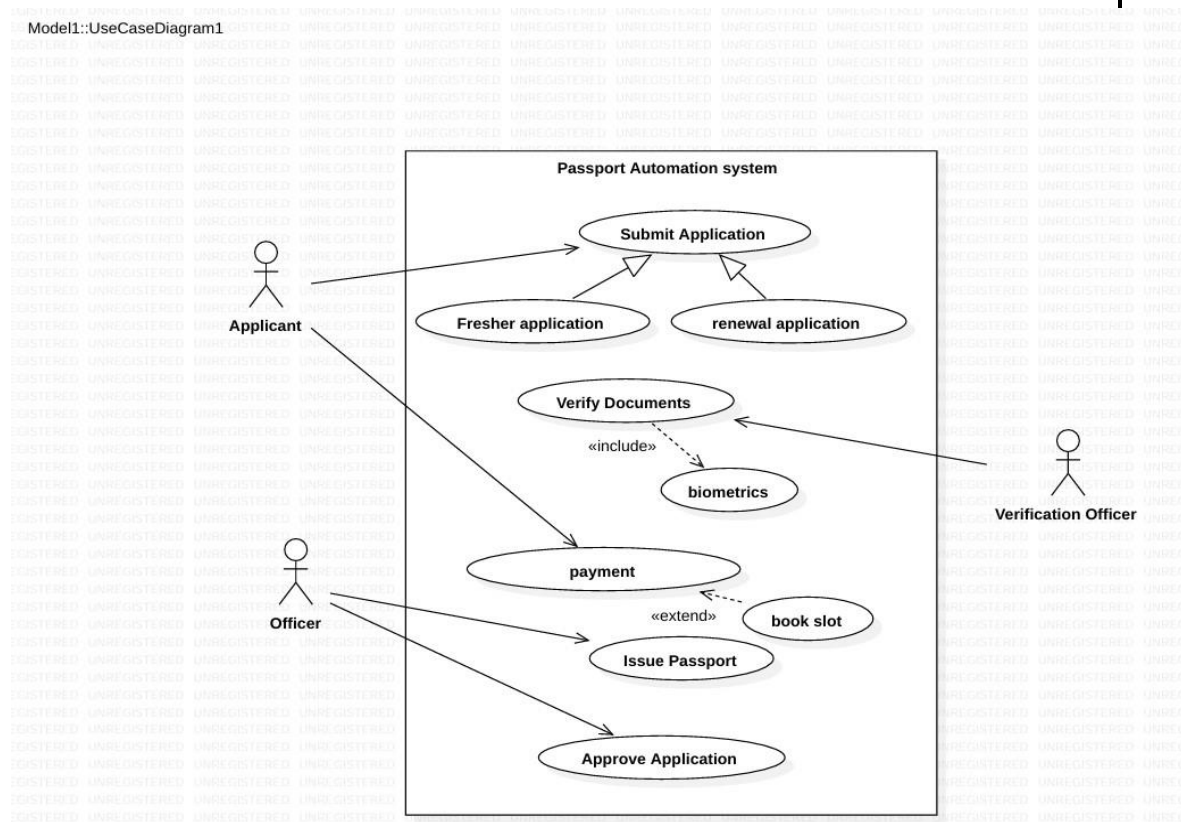 Model1::UseCaseDiagram1
Passport Automation system
Submit Application
Fresher application
renewal application
Applicant
Verify Documents
«include»
biometrics
Verification Officer
payment
«extend»
book slot
Officer
Issue Passport
Approve Application
UNREGISTERED